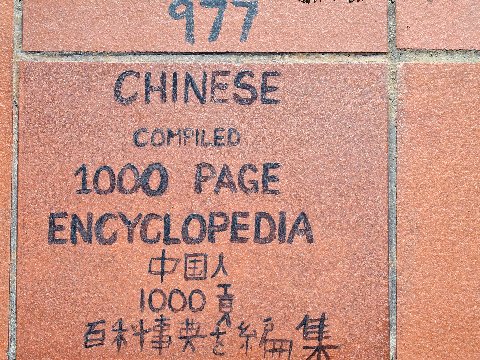 977
CHINESE
COMPILED
1000 PAGE
ENCYCLOPEDIA
中国人
1000 頁
百科事典を編集